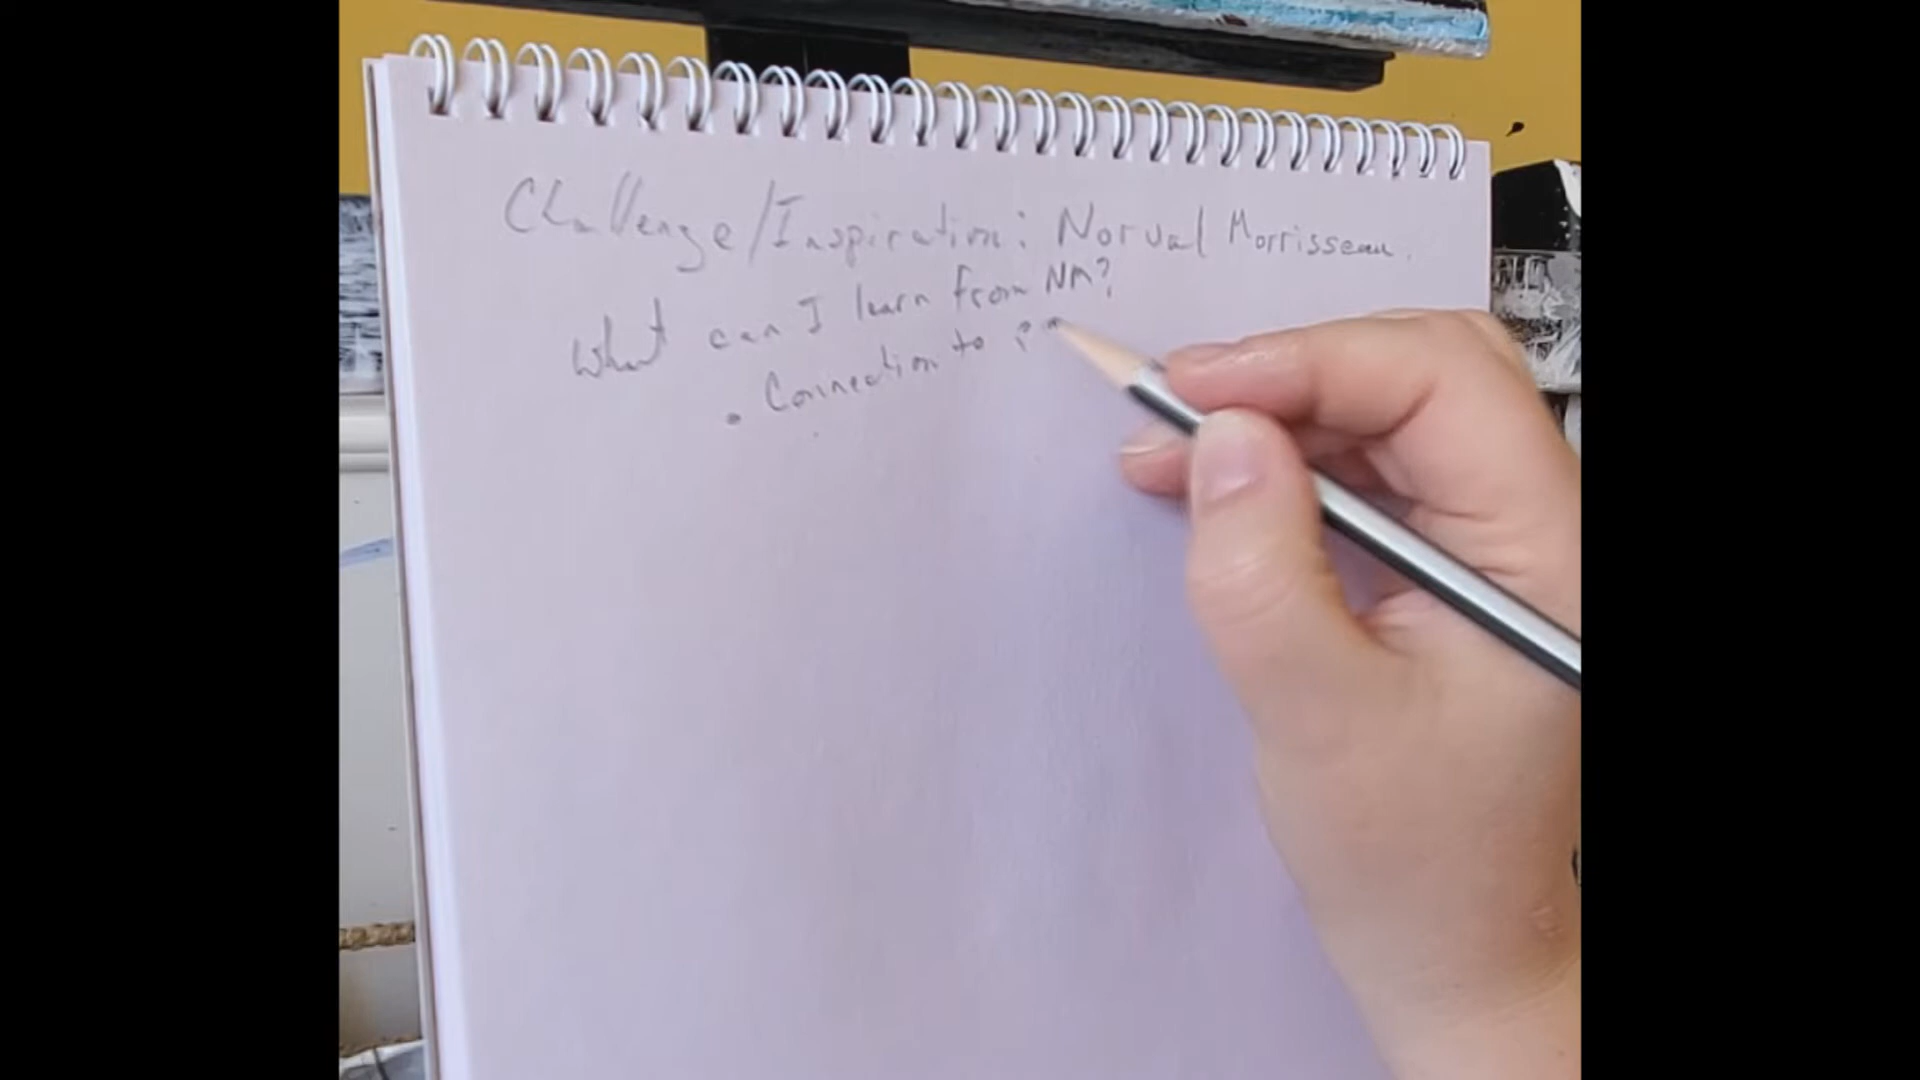 Challenge/Inspiration: Norval Morrisseau.
What can I learn from NM?
• Connection to